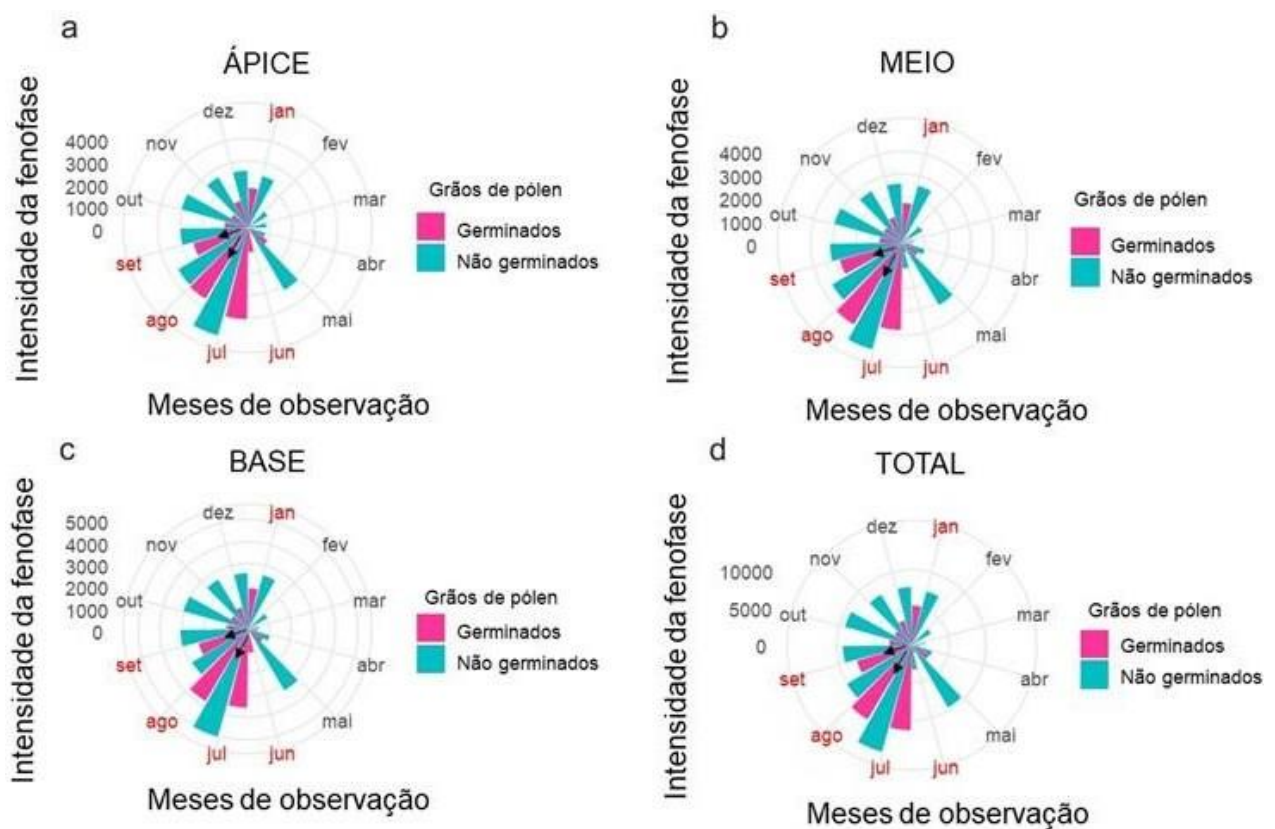 a
ÁPICE
Intensidade da fenofase
4000
3000
2000
1000
0
dez
jan
nov
fev
out
mar
set
abr
ago
mai
jul
jun
Grãos de pólen
Germinados
Não germinados
Meses de observação
b
MEIO
Intensidade da fenofase
4000
3000
2000
1000
0
dez
jan
nov
fev
out
mar
set
abr
ago
mai
jul
jun
Grãos de pólen
Germinados
Não germinados
Meses de observação
c
BASE
Intensidade da fenofase
5000
4000
3000
2000
1000
0
dez
jan
nov
fev
out
mar
set
abr
ago
mai
jul
jun
Grãos de pólen
Germinados
Não germinados
Meses de observação
d
TOTAL
Intensidade da fenofase
10000
5000
0
dez
jan
nov
fev
out
mar
set
abr
ago
mai
jul
jun
Grãos de pólen
Germinados
Não germinados
Meses de observação